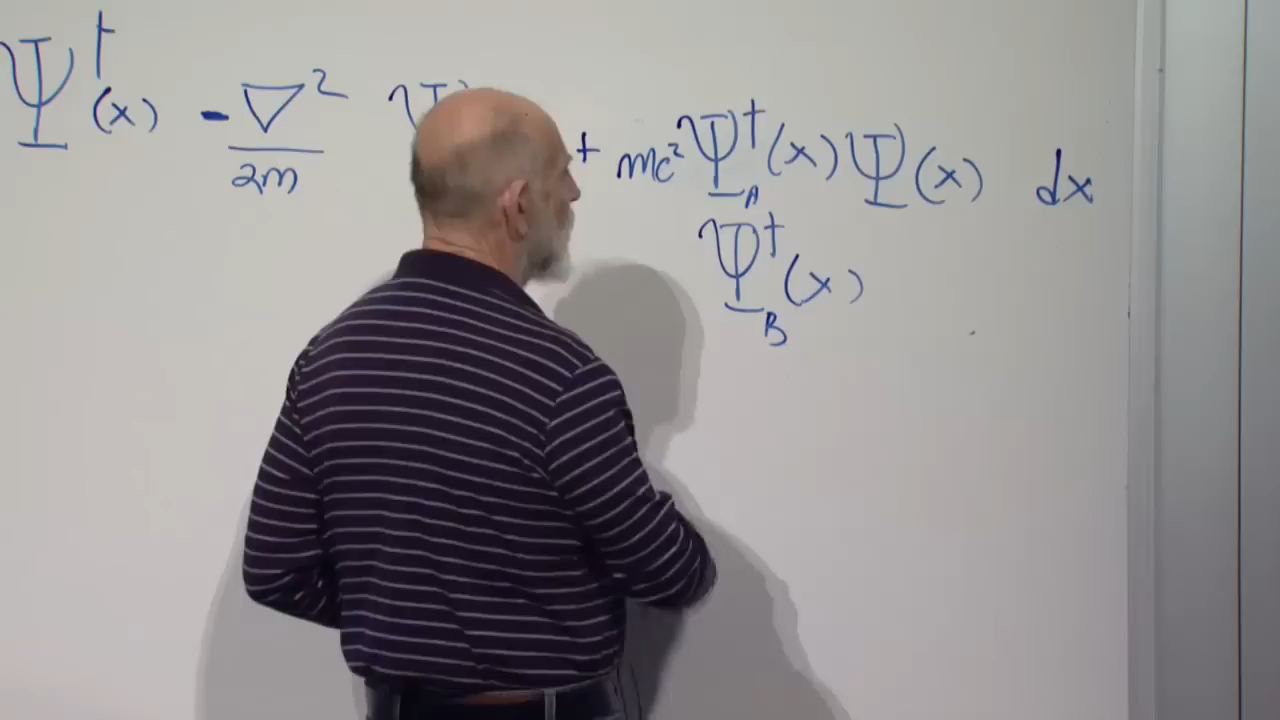 Ψ†(x) -∇²/2m Ψ + mc² Ψ†_A(x) Ψ(x) dx
Ψ†_B(x)